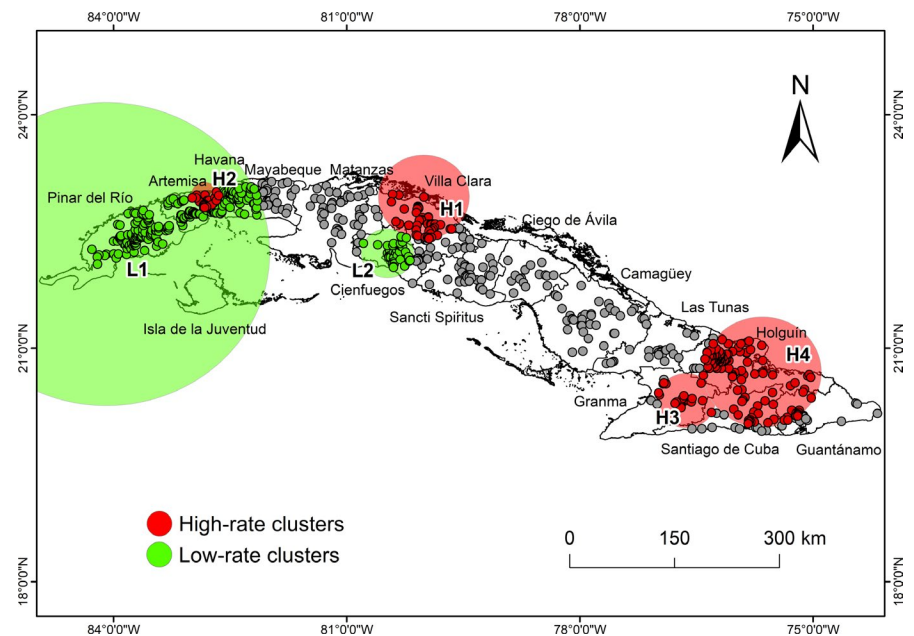 84°0'0"W 81°0'0"W 78°0'0"W 75°0'0"W
24°0'0"N 24°0'0"N
N
Havana
H2
Mayabeque
Matanzas
Artemisa
Villa Clara
Pinar del Río
H1
Ciego de Ávila
L1
L2
Camagüey
Cienfuegos
Sancti Spíritus
Las Tunas
Isla de la Juventud
Holguín
21°0'0"N 21°0'0"N
H4
Granma
H3
Santiago de Cuba
Guantánamo
High-rate clusters
Low-rate clusters
0 150 300 km
18°0'0"N 18°0'0"N
84°0'0"W 81°0'0"W 78°0'0"W 75°0'0"W